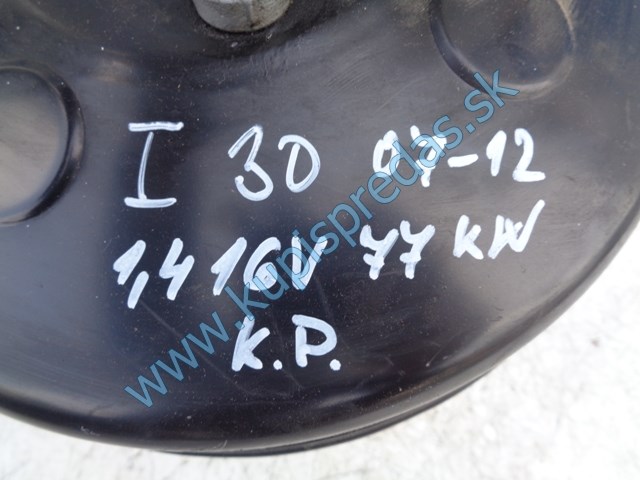 I 30 07-12
1,4 16V 77 kW
K.P.
www.kupispredas.sk